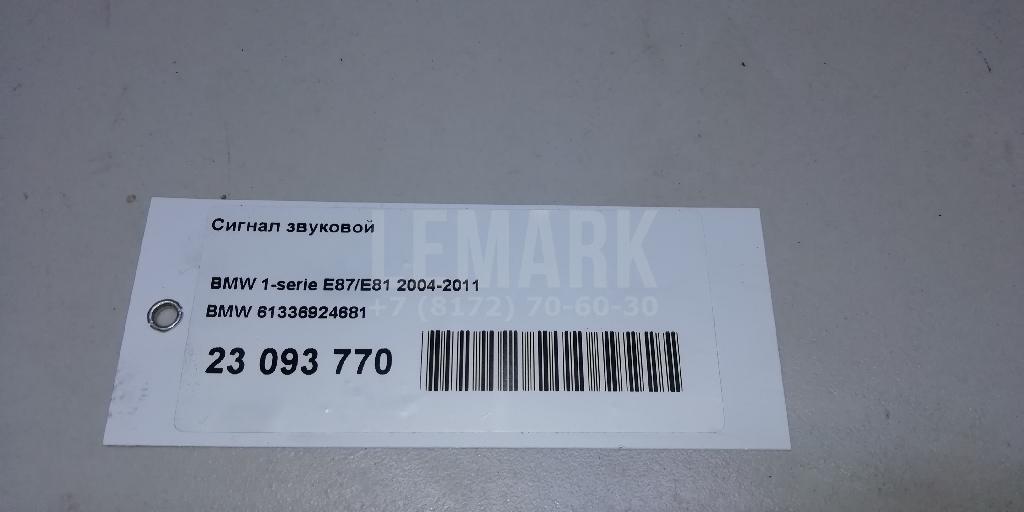 LEMARK
+7 (8172) 70-60-30
Сигнал звуковой
BMW 1-serie E87/E81 2004-2011
BMW 61336924681
23 093 770